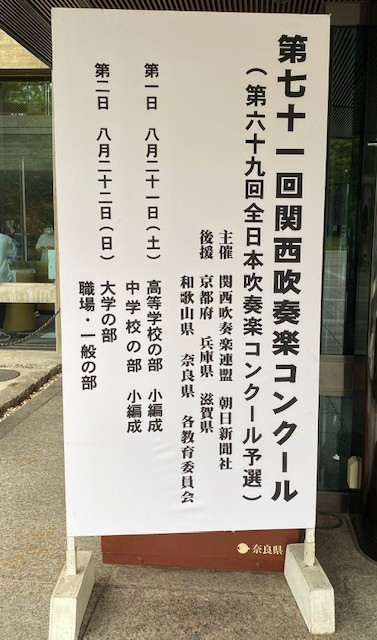 第七十一回関西吹奏楽コンクール
(第六十九回全日本吹奏楽コンクール予選)
主催 関西吹奏楽連盟 朝日新聞社
後援 京都府 兵庫県 滋賀県
和歌山県 奈良県 各教育委員会
第一日 八月二十一日(土) 高等学校の部 小編成
中学校の部 小編成
第二日 八月二十二日(日) 大学の部
職場・一般の部
奈良県